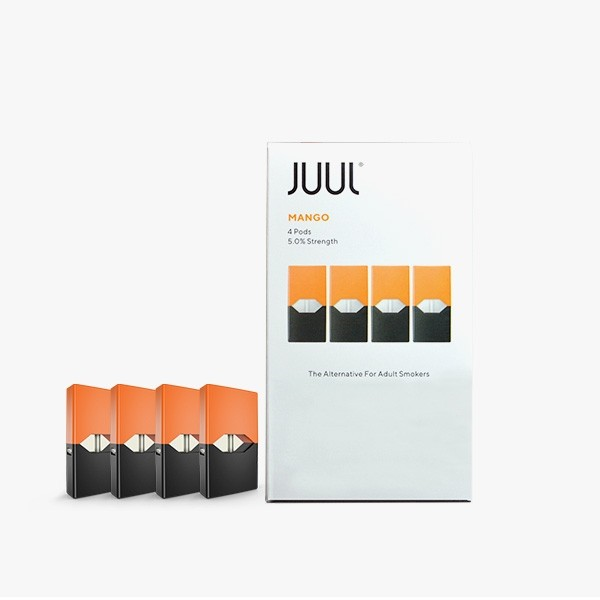 JUUL®
MANGO
4 Pods
5.0% Strength
The Alternative For Adult Smokers